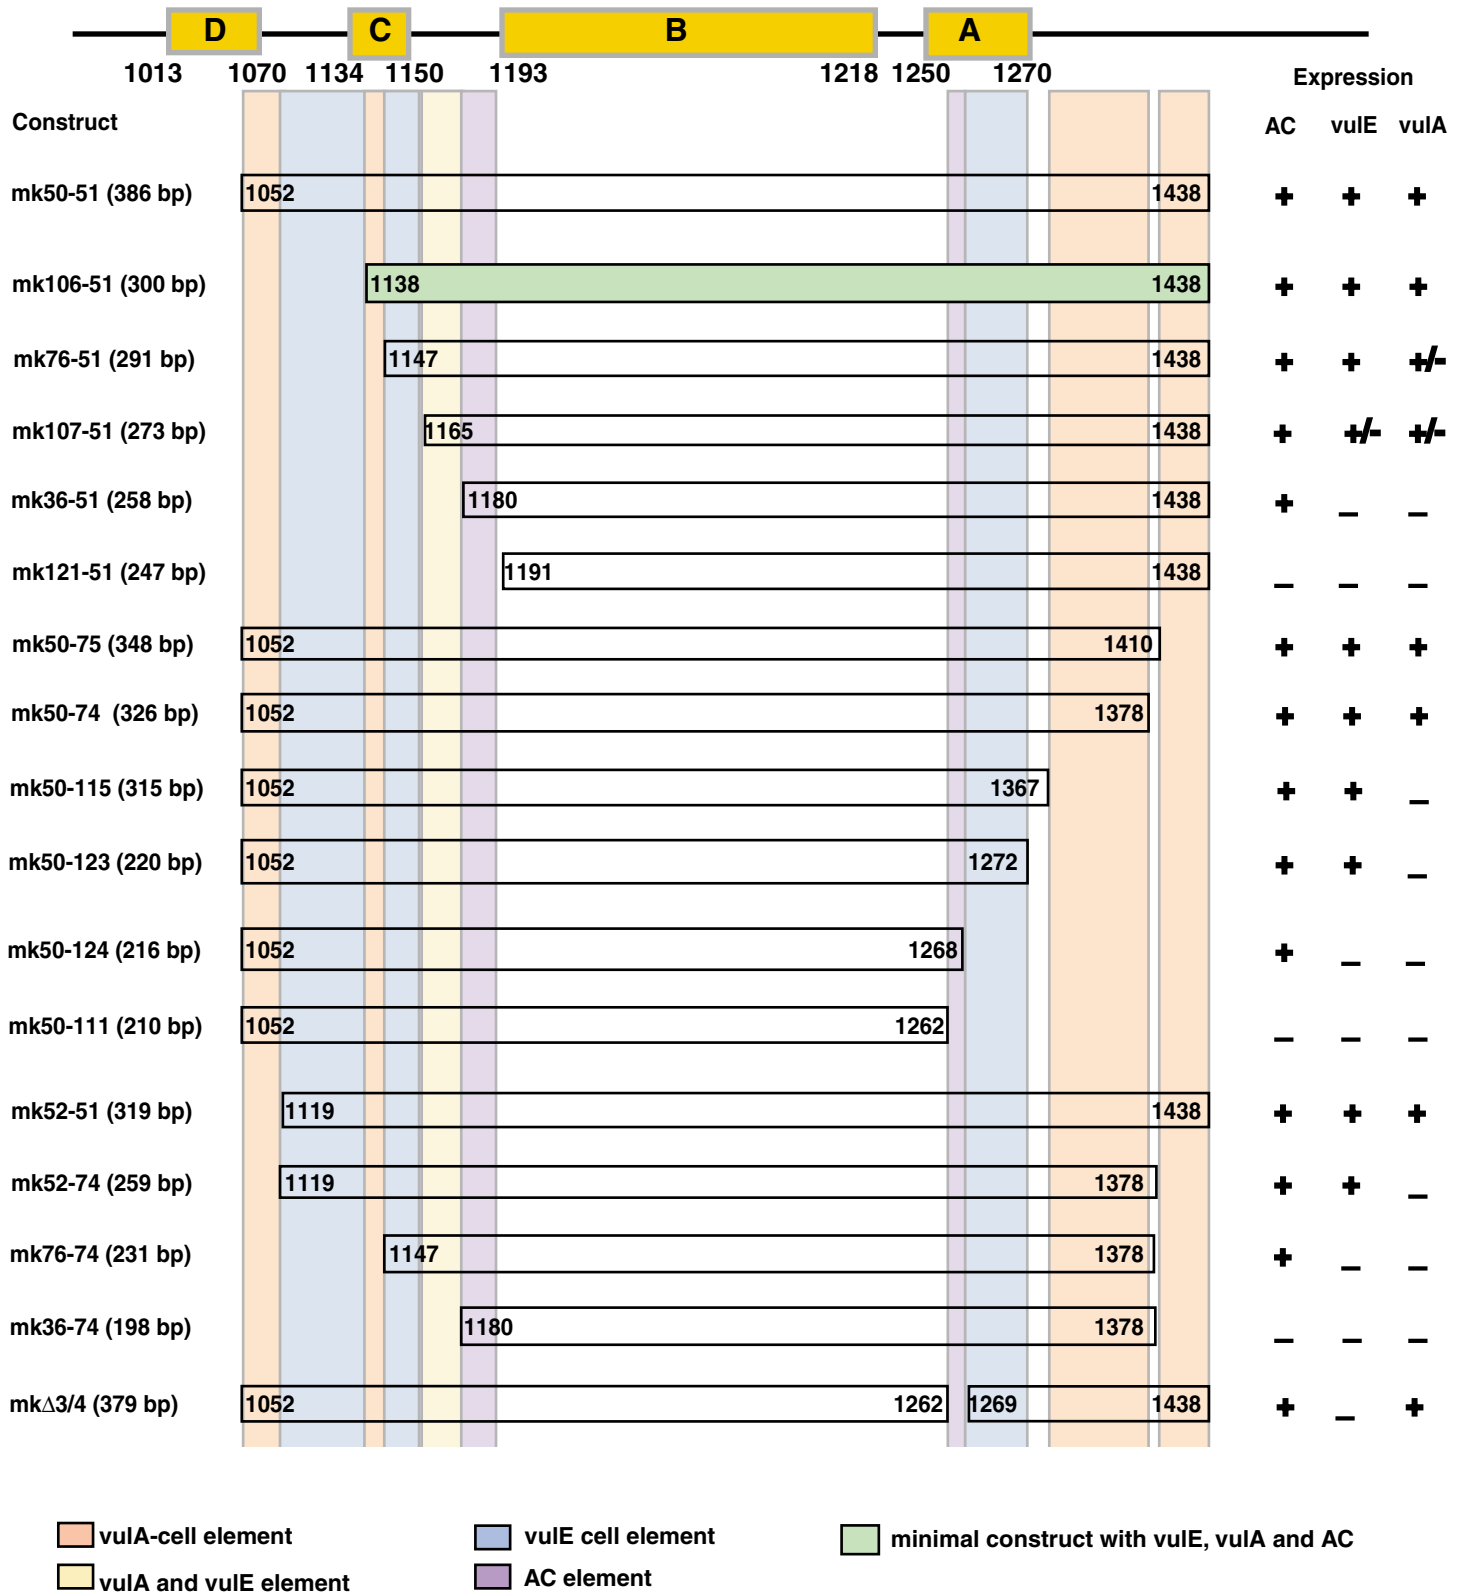 D C B A
1013 1070 1134 1150 1193 1218 1250 1270
Expression
Construct AC vulE vulA
mk50-51 (386 bp) 1052 1438 + + +
mk106-51 (300 bp) 1138 1438 + + +
mk76-51 (291 bp) 1147 1438 + + +/-
mk107-51 (273 bp) 1165 1438 + +/- +/-
mk36-51 (258 bp) 1180 1438 + – –
mk121-51 (247 bp) 1191 1438 – – –
mk50-75 (348 bp) 1052 1410 + + +
mk50-74 (326 bp) 1052 1378 + + +
mk50-115 (315 bp) 1052 1367 + + –
mk50-123 (220 bp) 1052 1272 + + –
mk50-124 (216 bp) 1052 1268 + – –
mk50-111 (210 bp) 1052 1262 – – –
mk52-51 (319 bp) 1119 1438 + + +
mk52-74 (259 bp) 1119 1378 + + –
mk76-74 (231 bp) 1147 1378 + – –
mk36-74 (198 bp) 1180 1378 – – –
mkΔ3/4 (379 bp) 1052 1262 1269 1438 + – +
vulA-cell element vulE cell element minimal construct with vulE, vulA and AC
vulA and vulE element AC element